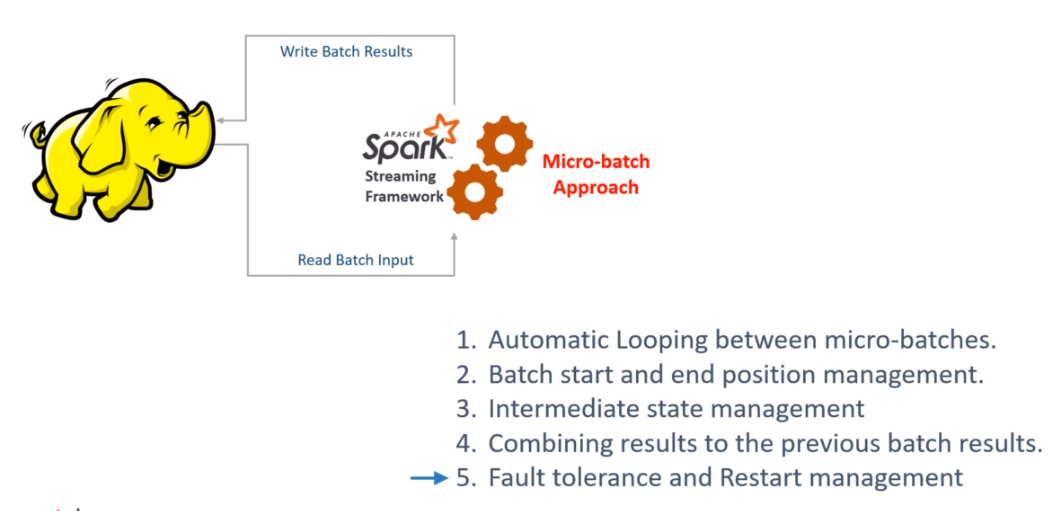 Write Batch Results
APACHE
Spark
Streaming
Framework
Micro-batch
Approach
Read Batch Input
1. Automatic Looping between micro-batches.
2. Batch start and end position management.
3. Intermediate state management
4. Combining results to the previous batch results.
5. Fault tolerance and Restart management